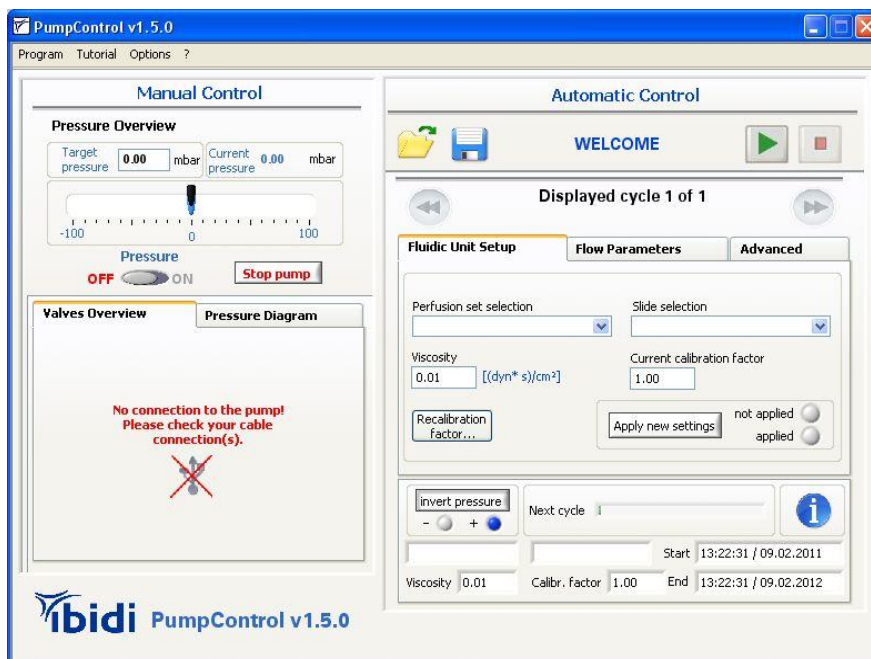 PumpControl v1.5.0
Program Tutorial Options ?
Manual Control
Pressure Overview
Target pressure 0.00 mbar
Current pressure 0.00 mbar
-100 0 100
Pressure
OFF ON
Stop pump
Valves Overview Pressure Diagram
No connection to the pump!
Please check your cable
connection(s).
ibidi PumpControl v1.5.0
Automatic Control
WELCOME
Displayed cycle 1 of 1
Fluidic Unit Setup Flow Parameters Advanced
Perfusion set selection Slide selection
Viscosity Current calibration factor
0.01 [(dyn* s)/cm²] 1.00
Recalibration
factor...
Apply new settings
not applied
applied
invert pressure
- +
Next cycle
i
Start 13:22:31 / 09.02.2011
Viscosity 0.01 Calibr. factor 1.00 End 13:22:31 / 09.02.2012